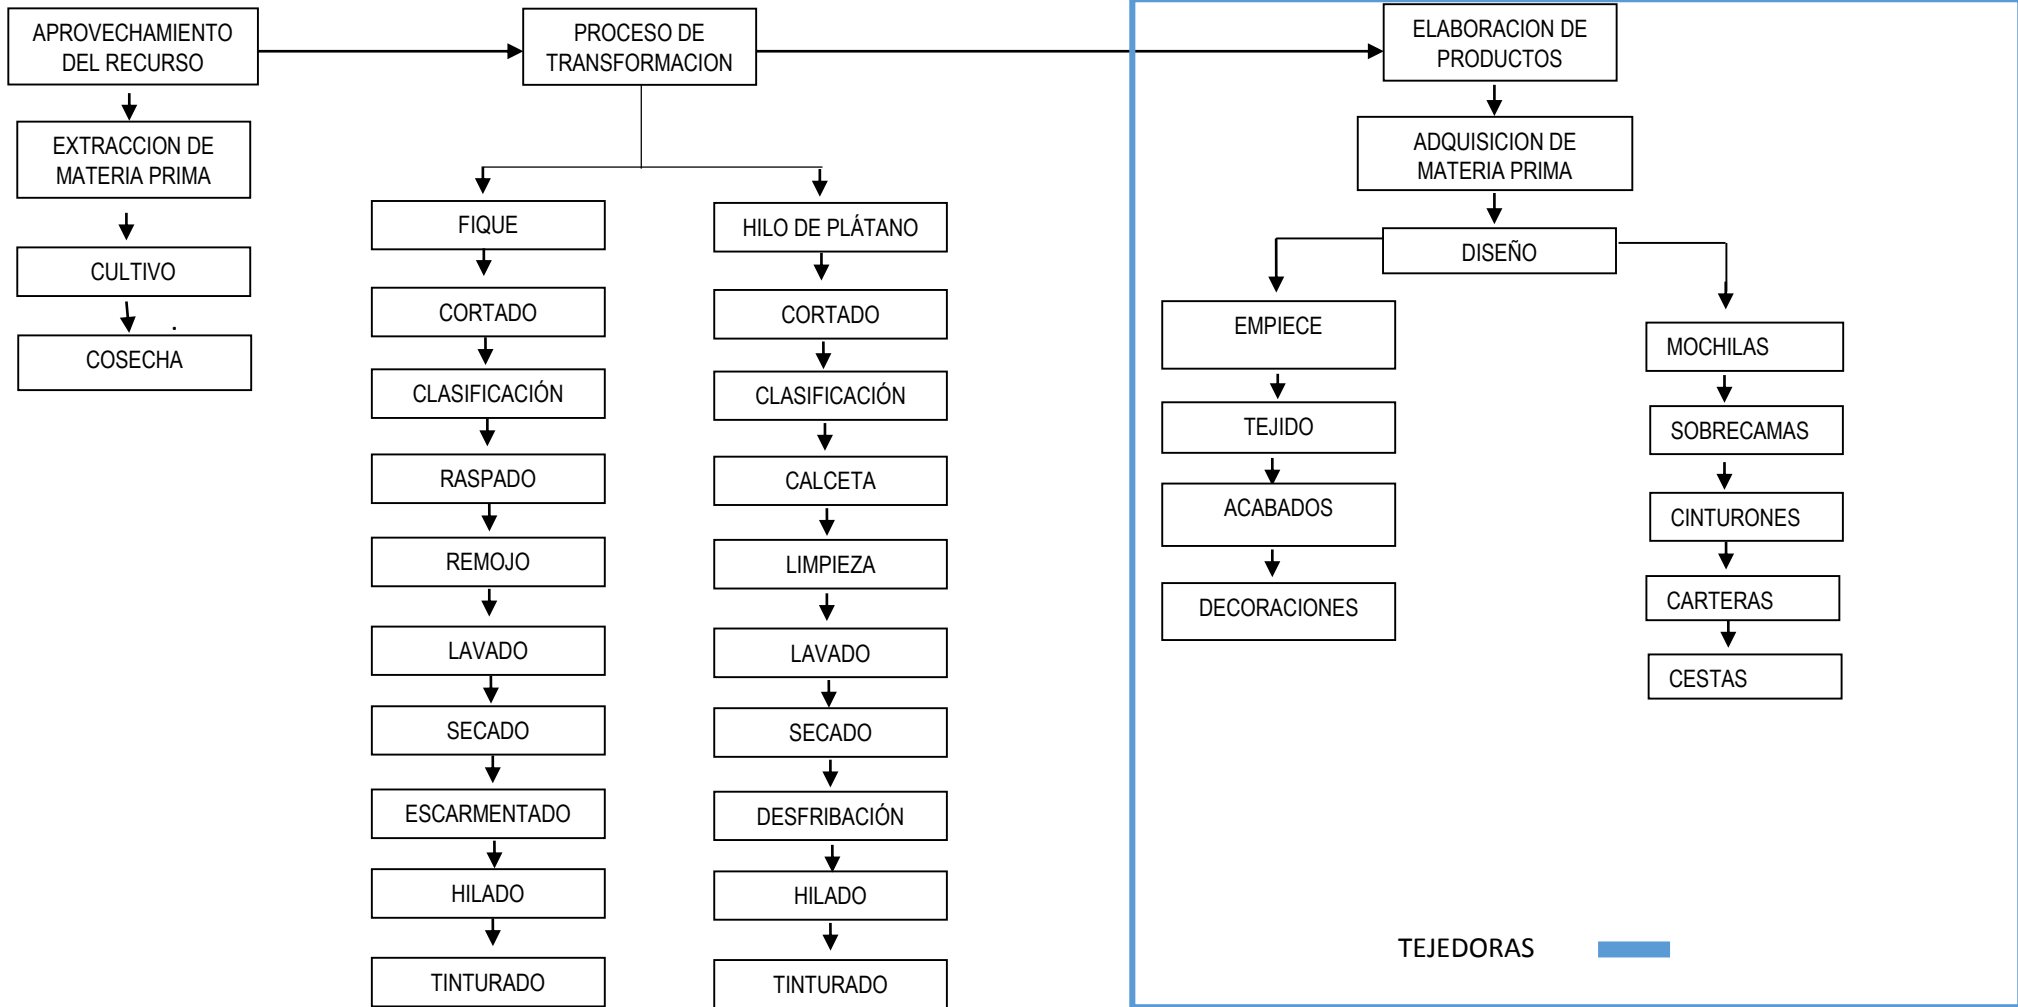 APROVECHAMIENTO
DEL RECURSO
EXTRACCION DE
MATERIA PRIMA
CULTIVO
.
COSECHA
PROCESO DE
TRANSFORMACION
FIQUE
CORTADO
CLASIFICACIÓN
RASPADO
REMOJO
LAVADO
SECADO
ESCARMENTADO
HILADO
TINTURADO
HILO DE PLÁTANO
CORTADO
CLASIFICACIÓN
CALCETA
LIMPIEZA
LAVADO
SECADO
DESFRIBACIÓN
HILADO
TINTURADO
ELABORACION DE
PRODUCTOS
ADQUISICION DE
MATERIA PRIMA
DISEÑO
EMPIECE
TEJIDO
ACABADOS
DECORACIONES
MOCHILAS
SOBRECAMAS
CINTURONES
CARTERAS
CESTAS
TEJEDORAS